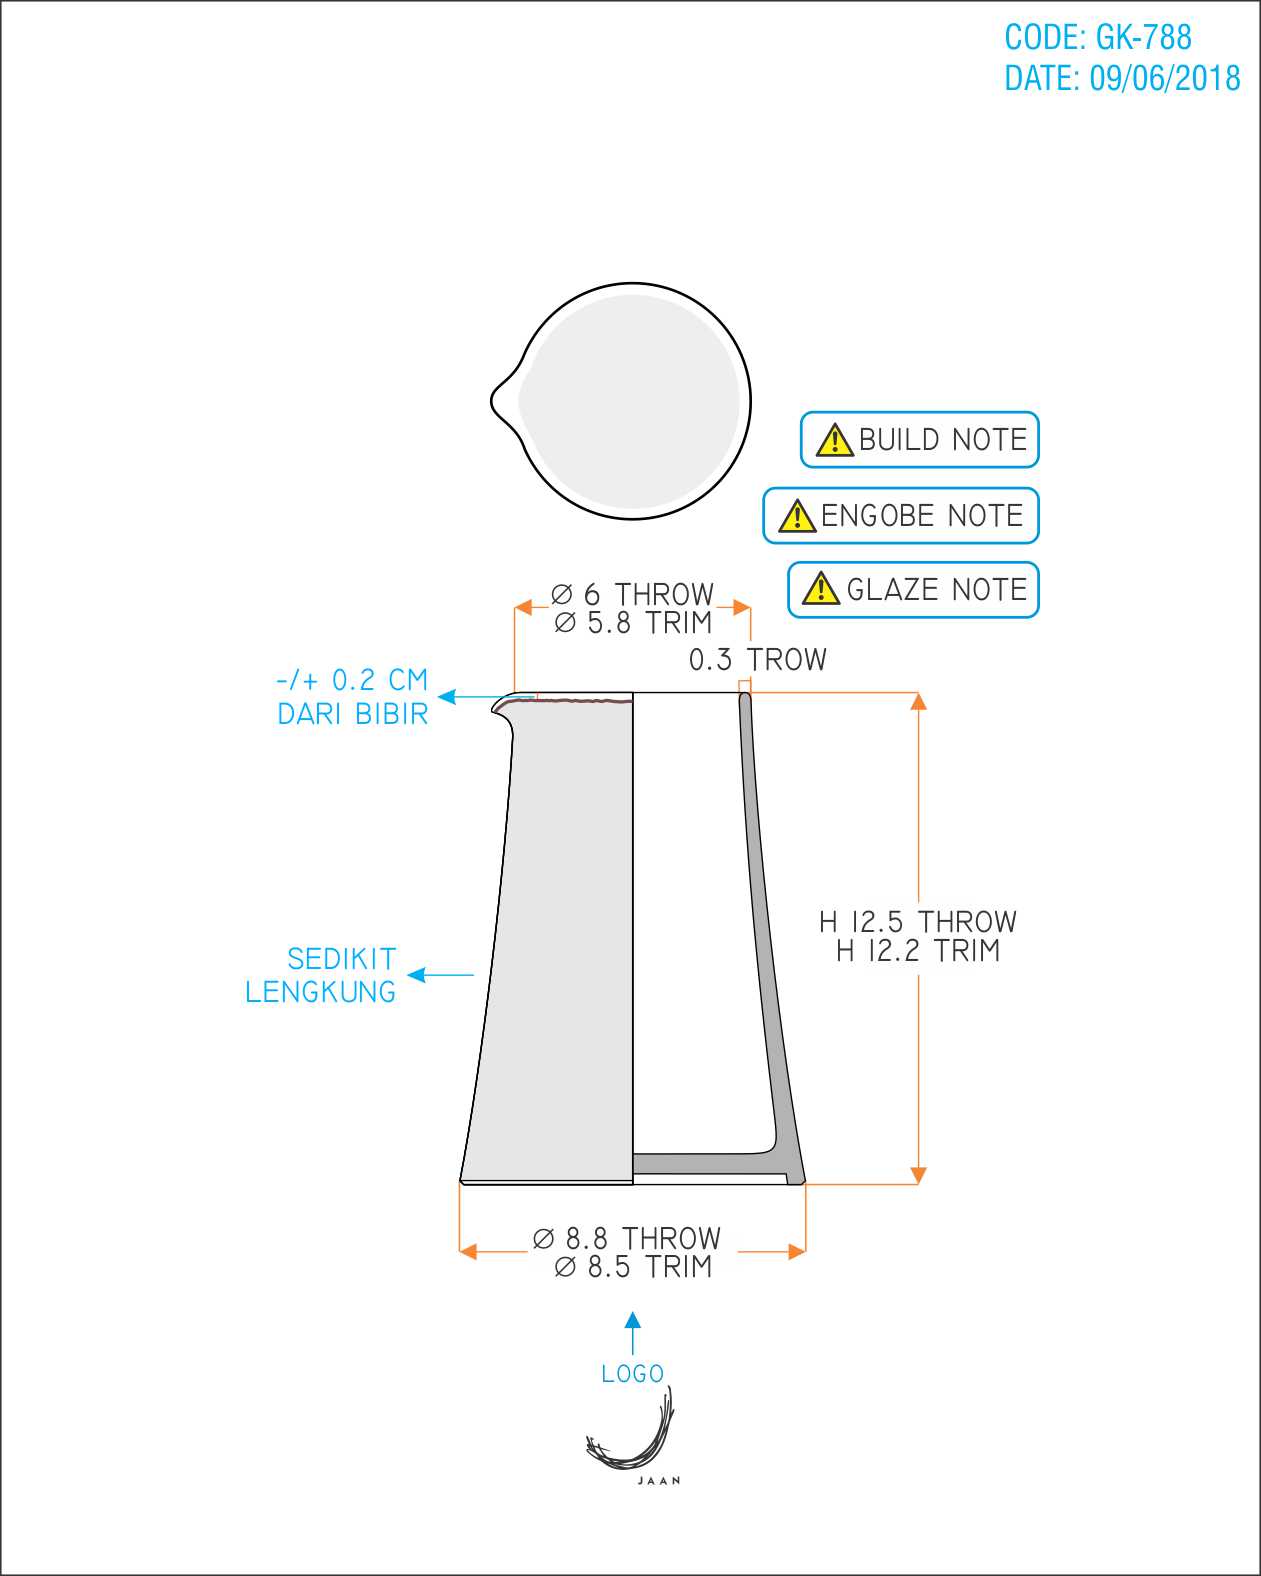 CODE: GK-788
DATE: 09/06/2018
BUILD NOTE
ENGOBE NOTE
GLAZE NOTE
Ø 6 THROW
Ø 5.8 TRIM
0.3 TROW
-/+ 0.2 CM
DARI BIBIR
H 12.5 THROW
H 12.2 TRIM
SEDIKIT
LENGKUNG
Ø 8.8 THROW
Ø 8.5 TRIM
LOGO
JAAN